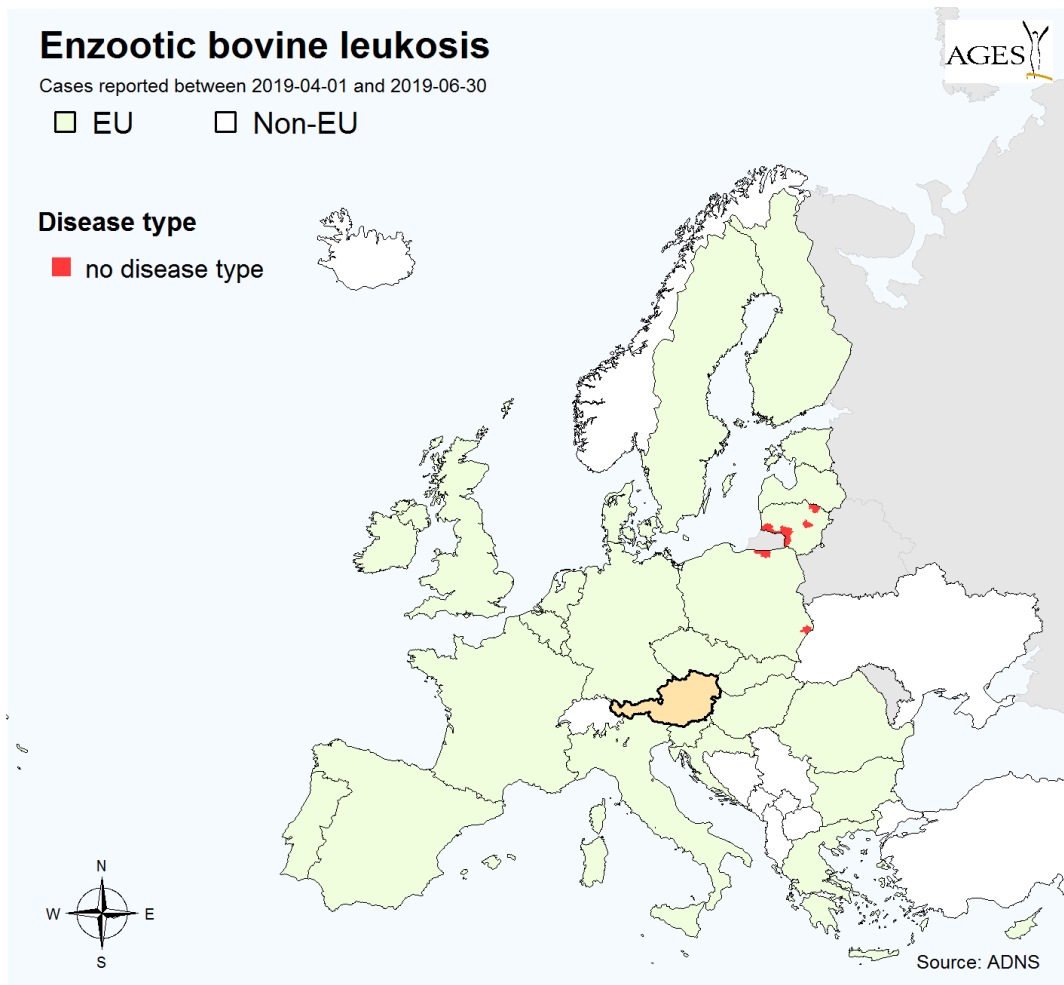 Enzootic bovine leukosis
Cases reported between 2019-04-01 and 2019-06-30
EU Non-EU
AGES
Disease type
no disease type
N
W E
S
Source: ADNS